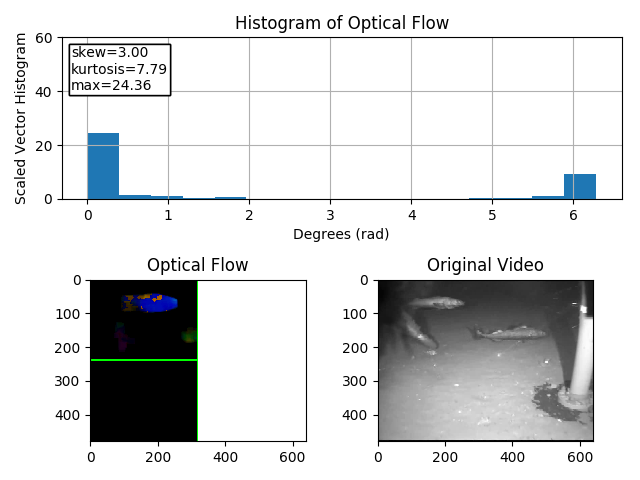 Histogram of Optical Flow
60
40
20
0
Scaled Vector Histogram
skew=3.00
kurtosis=7.79
max=24.36
0 1 2 3 4 5 6
Degrees (rad)
Optical Flow
0
100
200
300
400
0 200 400 600
Original Video
0
100
200
300
400
0 200 400 600